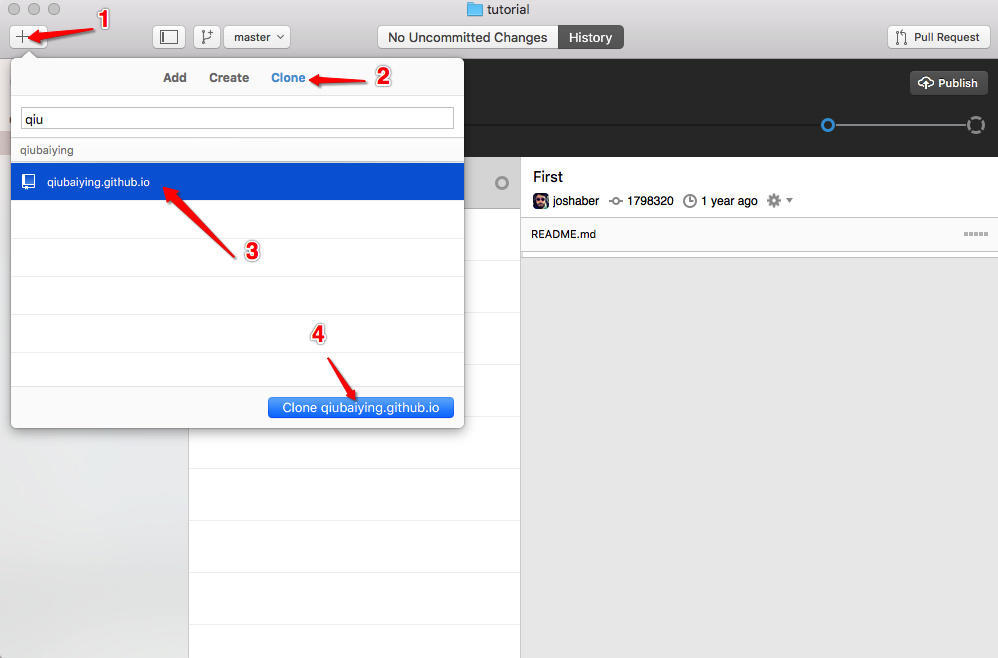 tutorial
1
master
No Uncommitted Changes
History
Pull Request
Add
Create
Clone
2
Publish
qiu
qiubaiying
qiubaiying.github.io
3
First
joshaber
1798320
1 year ago
README.md
4
Clone qiubaiying.github.io